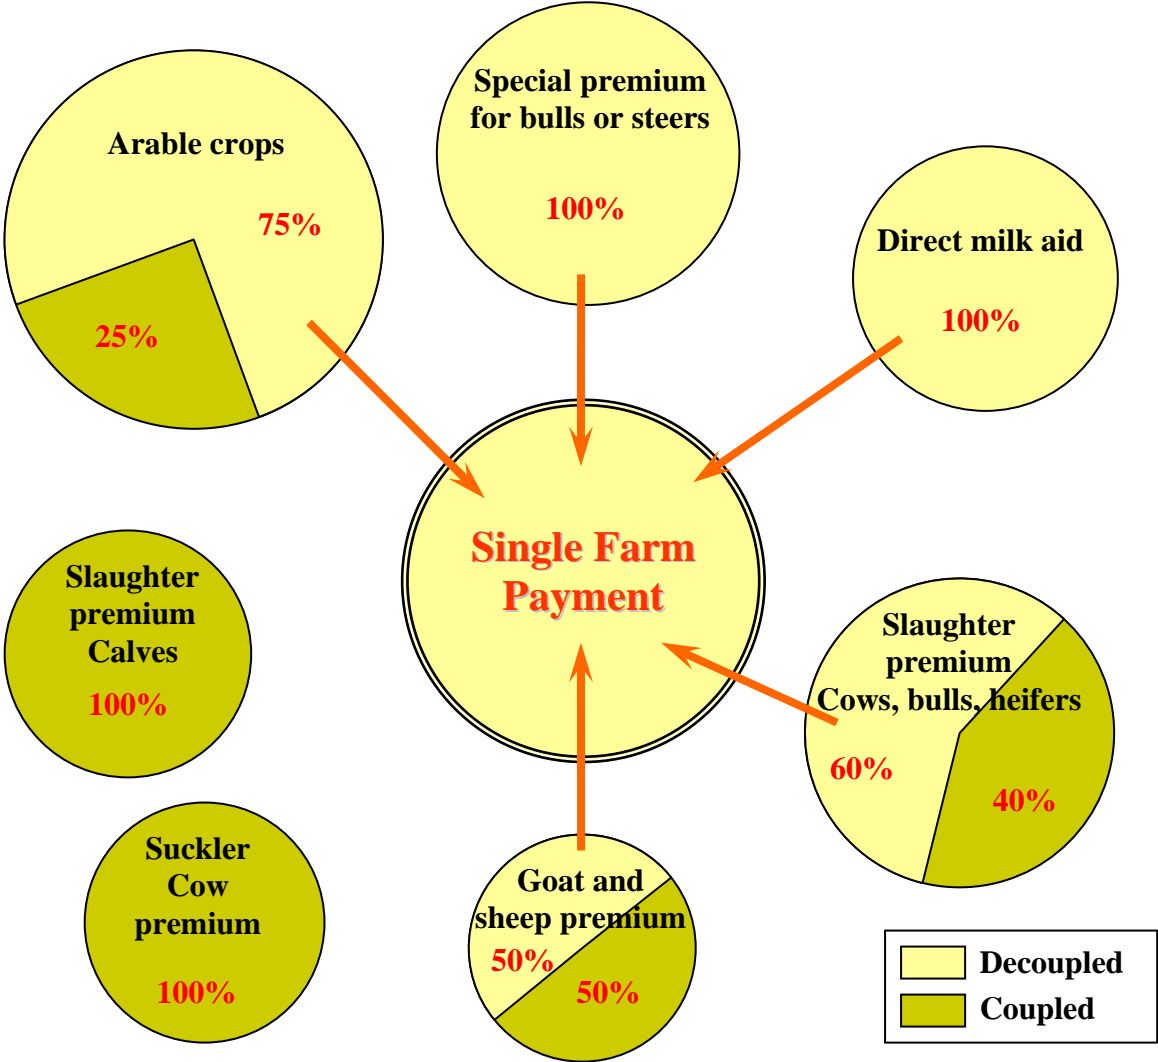 Special premium
for bulls or steers
100%
Arable crops
75%
25%
Direct milk aid
100%
Single Farm
Payment
Slaughter
premium
Calves
100%
Slaughter
premium
Cows, bulls, heifers
60%
40%
Suckler
Cow
premium
100%
Goat and
sheep premium
50%
50%
Decoupled
Coupled